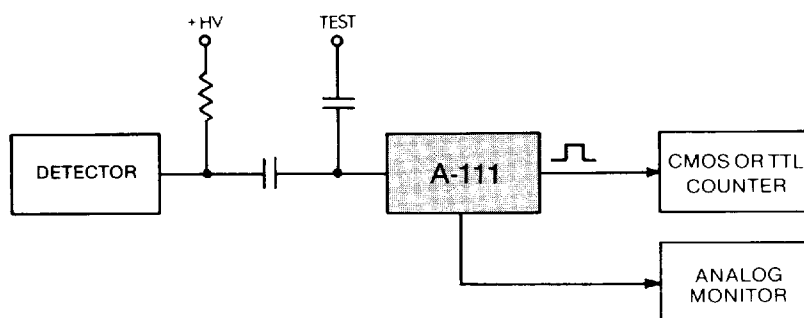 + HV
TEST
DETECTOR
A-111
CMOS OR TTL
COUNTER
ANALOG
MONITOR